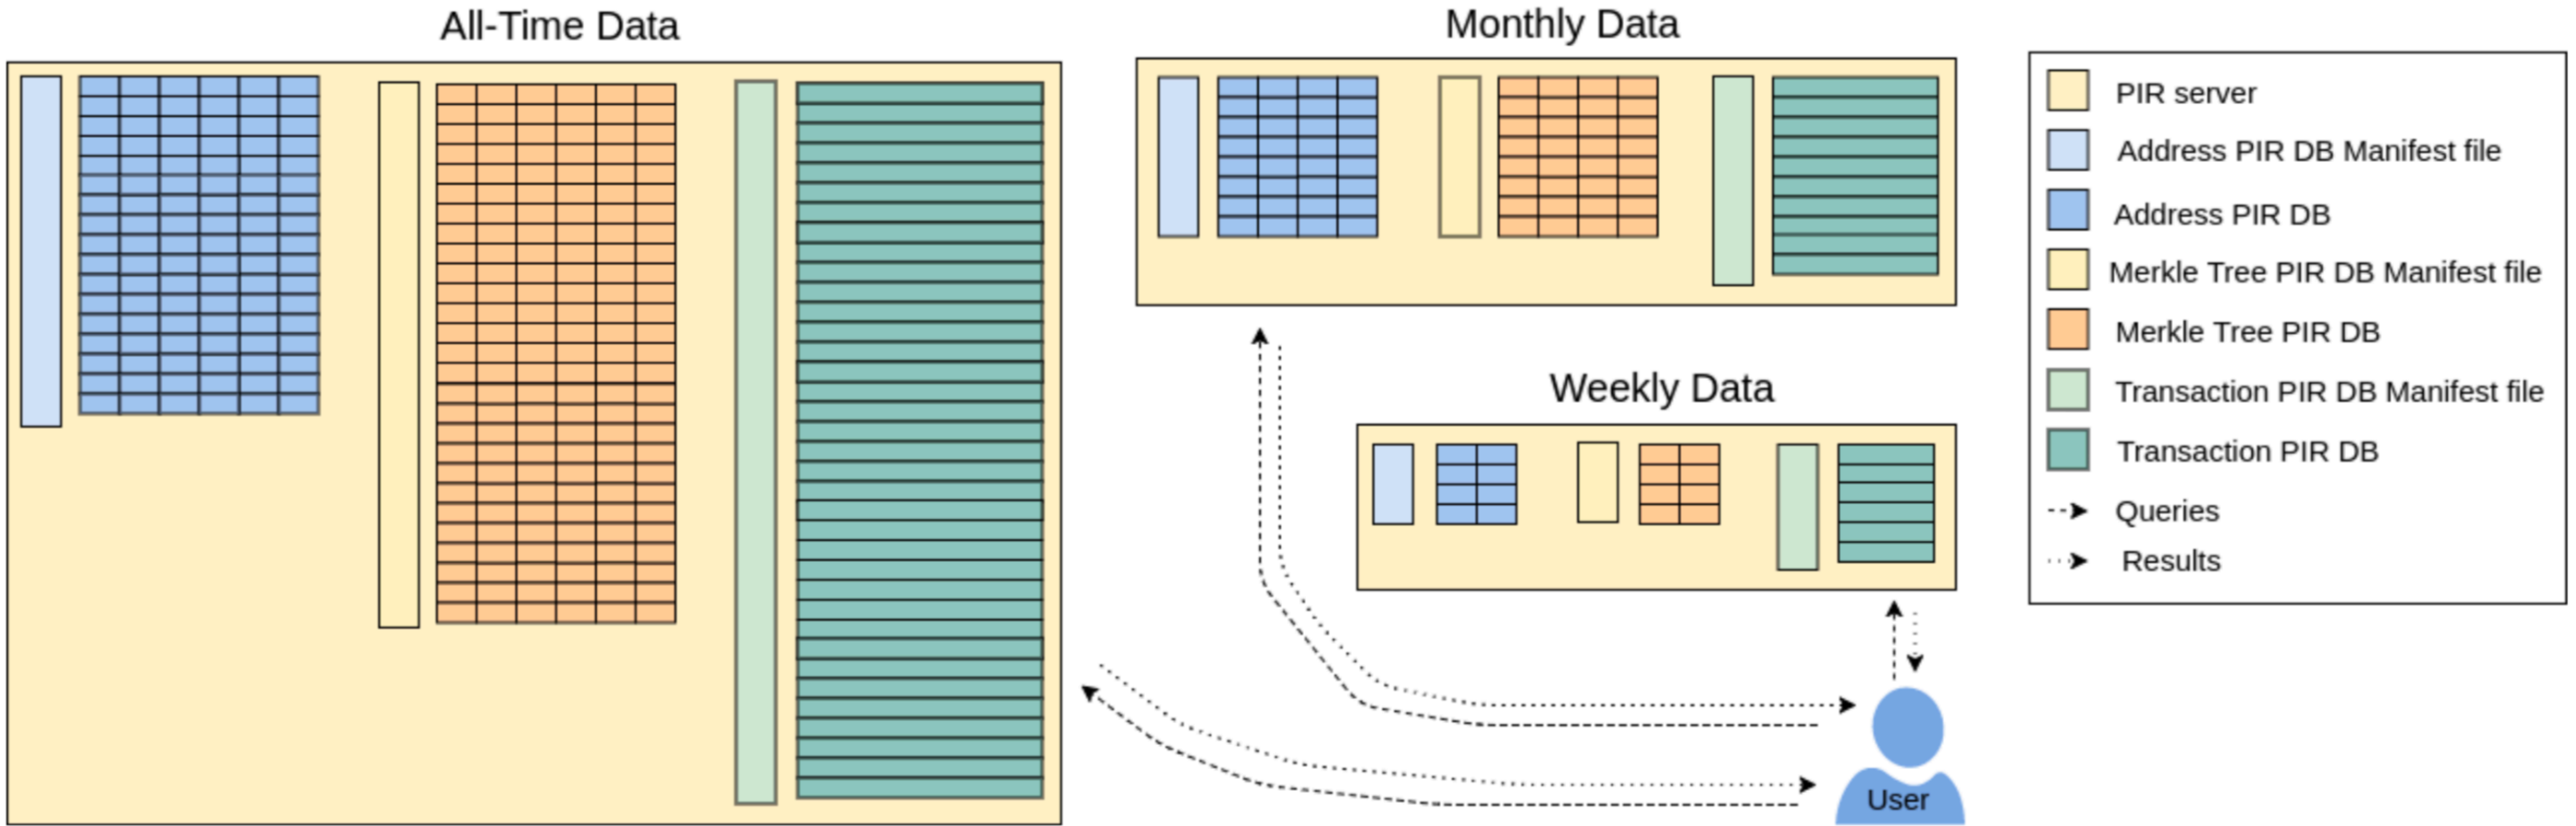 All-Time Data
Monthly Data
Weekly Data
User
PIR server
Address PIR DB Manifest file
Address PIR DB
Merkle Tree PIR DB Manifest file
Merkle Tree PIR DB
Transaction PIR DB Manifest file
Transaction PIR DB
Queries
Results